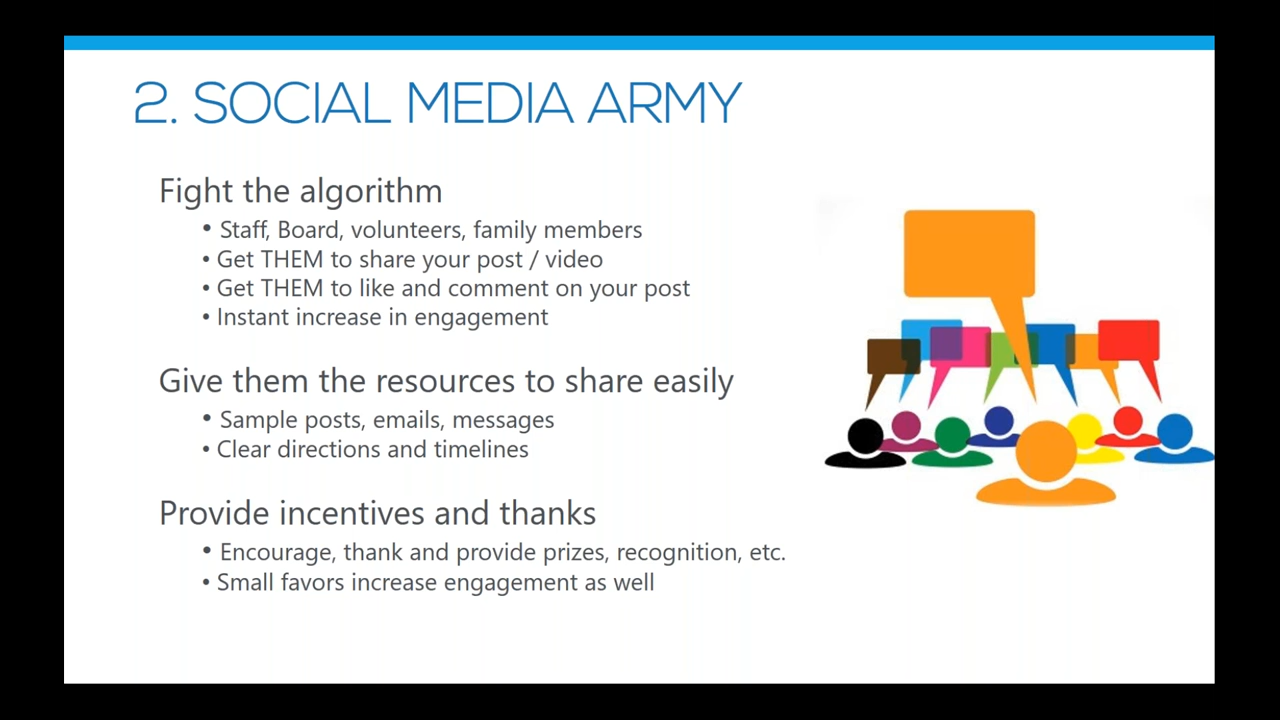 2. SOCIAL MEDIA ARMY
Fight the algorithm
• Staff, Board, volunteers, family members
• Get THEM to share your post / video
• Get THEM to like and comment on your post
• Instant increase in engagement
Give them the resources to share easily
• Sample posts, emails, messages
• Clear directions and timelines
Provide incentives and thanks
• Encourage, thank and provide prizes, recognition, etc.
• Small favors increase engagement as well